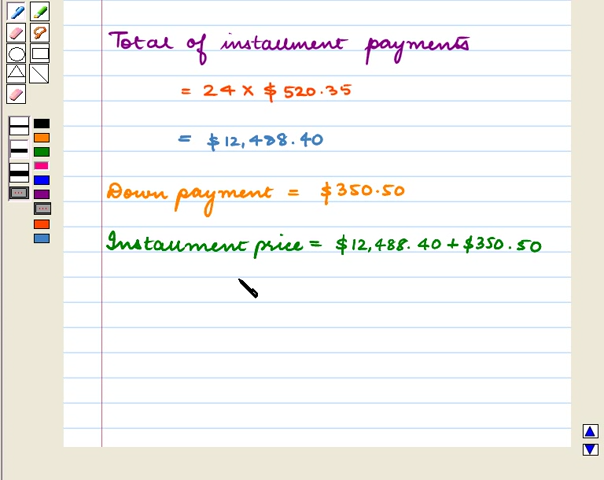 Total of installment payments
= 24 × $ 520.35
= $12,488.40
Down payment = $350.50
Installment price = $12,488.40 + $350.50